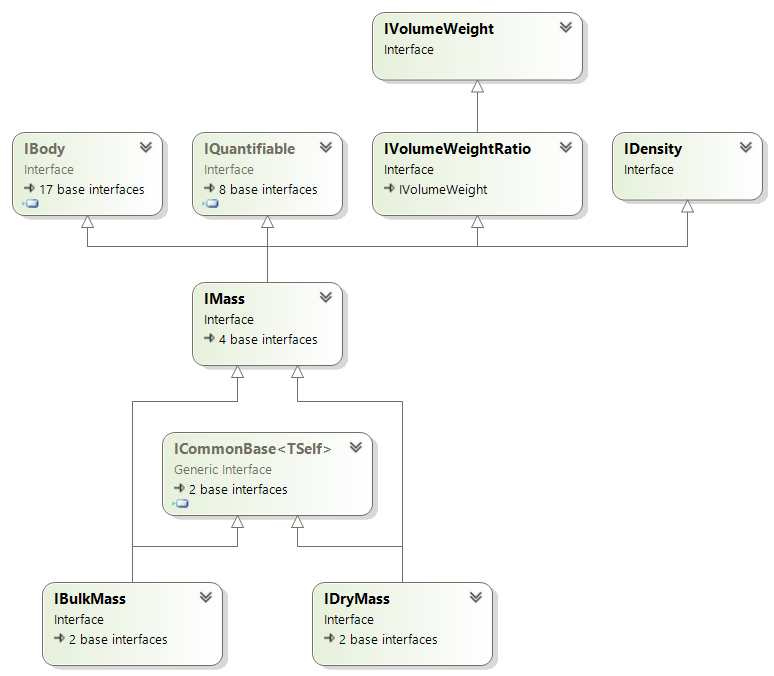 IVolumeWeight
Interface
IBody
Interface
17 base interfaces
IQuantifiable
Interface
8 base interfaces
IVolumeWeightRatio
Interface
IVolumeWeight
IDensity
Interface
IMass
Interface
4 base interfaces
ICommonBase<TSelf>
Generic Interface
2 base interfaces
IBulkMass
Interface
2 base interfaces
IDryMass
Interface
2 base interfaces